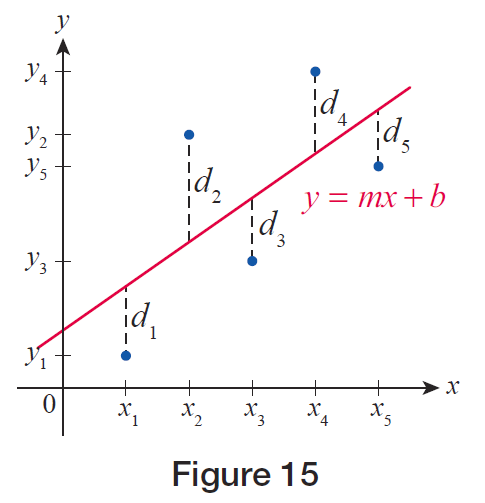 y
y₄
d₄
y₂
d₅
y₅
d₂
y = mx + b
d₃
y₃
d₁
y₁
x
0
x₁ x₂ x₃ x₄ x₅
Figure 15